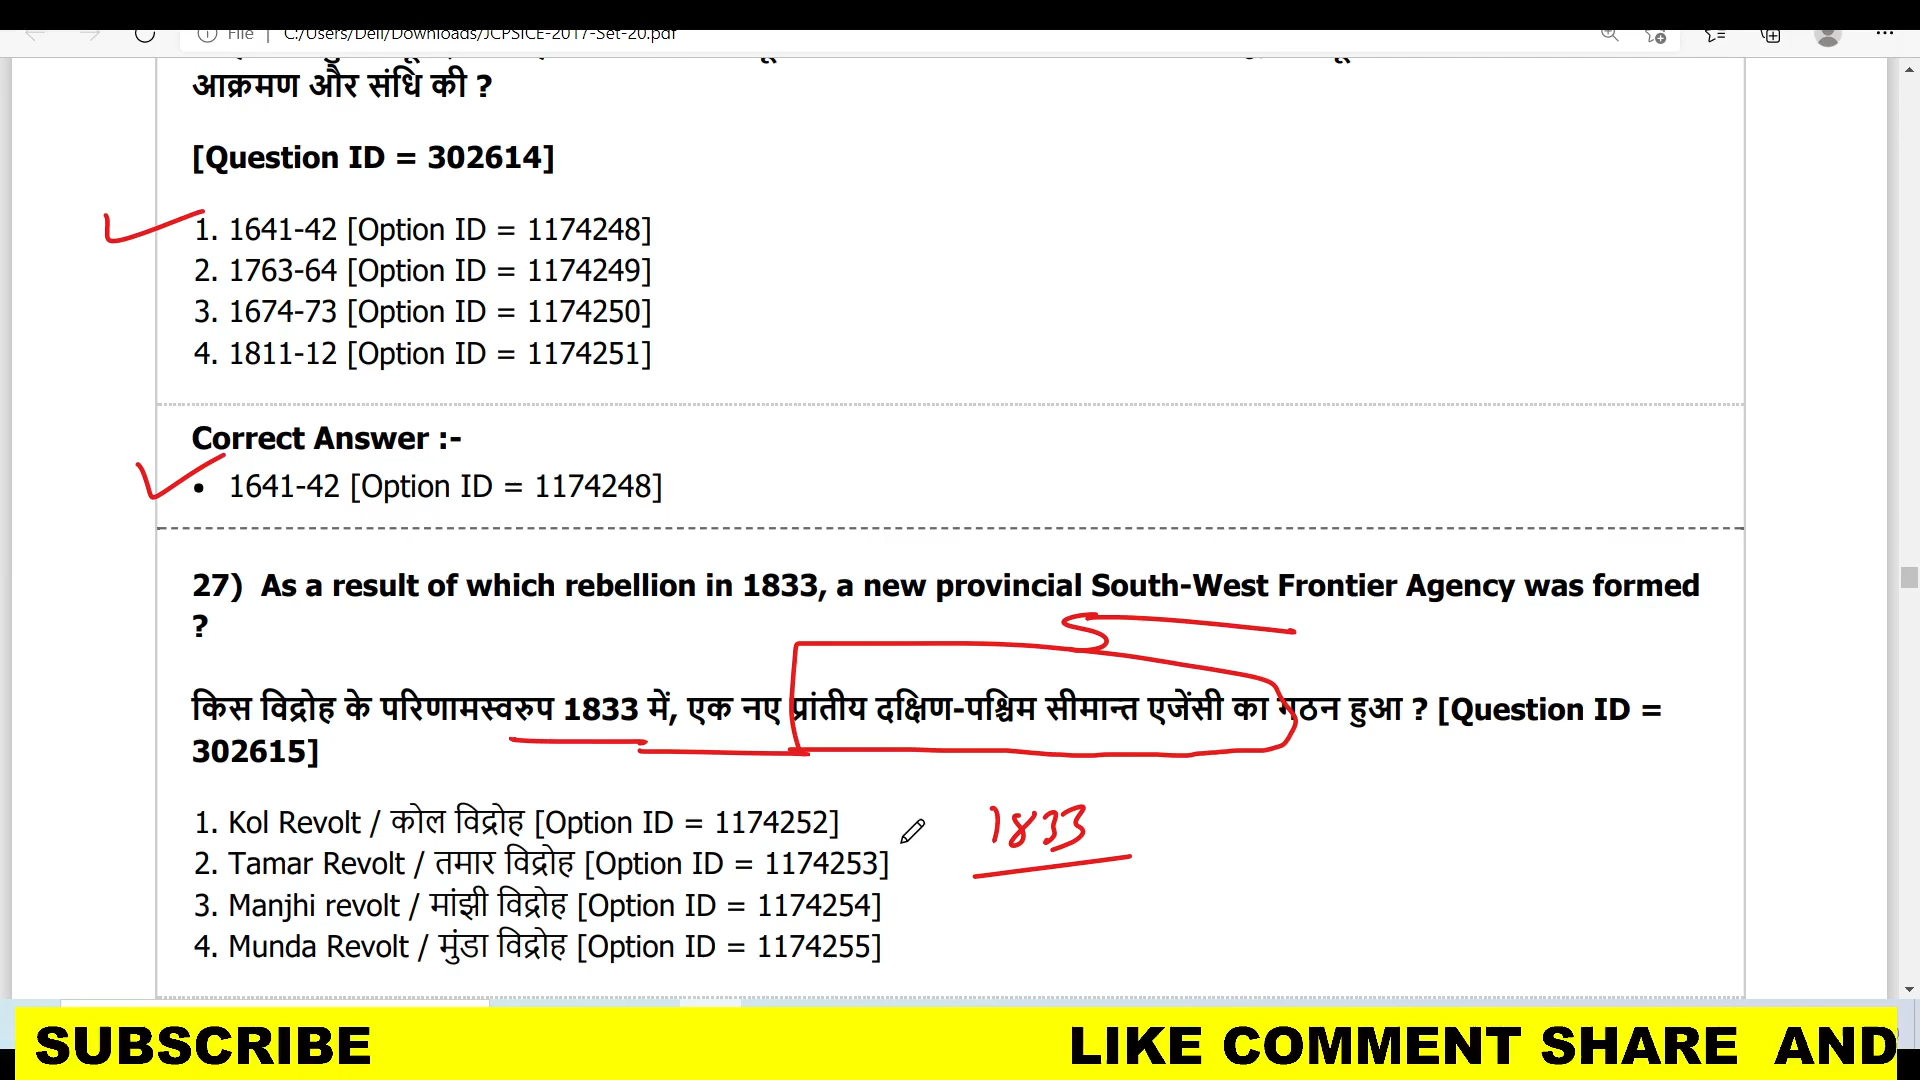 File | C:/Users/Dell/Downloads/JCPSICE-2017-Set-20.pdf
आक्रमण और संधि की ?
[Question ID = 302614]
1. 1641-42 [Option ID = 1174248]
2. 1763-64 [Option ID = 1174249]
3. 1674-73 [Option ID = 1174250]
4. 1811-12 [Option ID = 1174251]
Correct Answer :-
• 1641-42 [Option ID = 1174248]
27) As a result of which rebellion in 1833, a new provincial South-West Frontier Agency was formed
?
किस विद्रोह के परिणामस्वरुप 1833 में, एक नए प्रांतीय दक्षिण-पश्चिम सीमान्त एजेंसी का गठन हुआ ? [Question ID =
302615]
1. Kol Revolt / कोल विद्रोह [Option ID = 1174252]
1833
2. Tamar Revolt / तमार विद्रोह [Option ID = 1174253]
3. Manjhi revolt / मांझी विद्रोह [Option ID = 1174254]
4. Munda Revolt / मुंडा विद्रोह [Option ID = 1174255]
SUBSCRIBE LIKE COMMENT SHARE AND